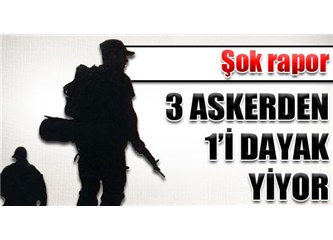 Şok rapor
3 ASKERDEN
1'İ DAYAK
YİYOR